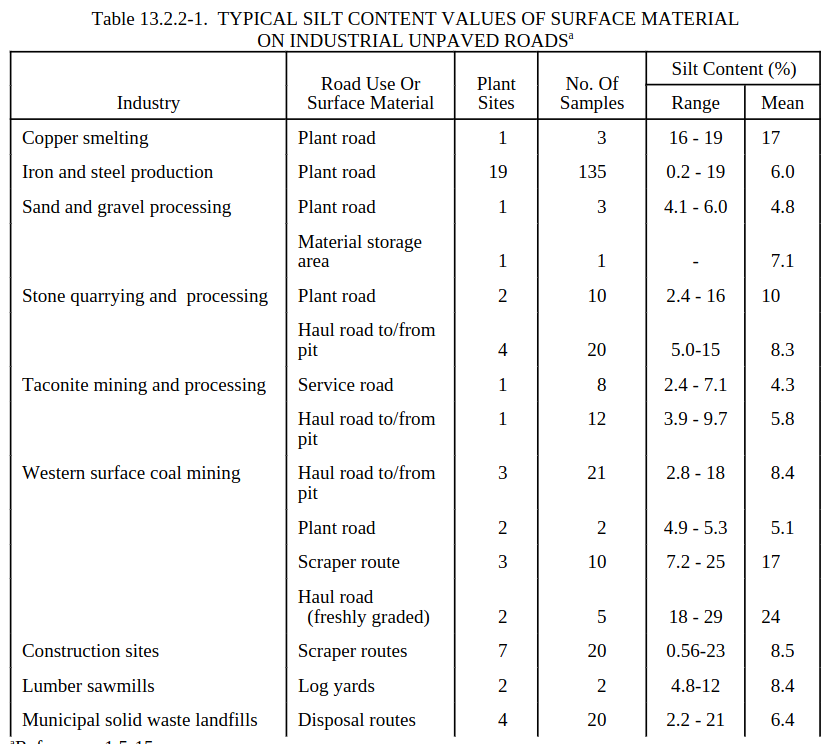 Table 13.2.2-1. TYPICAL SILT CONTENT VALUES OF SURFACE MATERIAL
ON INDUSTRIAL UNPAVED ROADSᵃ
Industry Road Use Or Surface Material Plant Sites No. Of Samples Silt Content (%)
Range Mean
Copper smelting Plant road 1 3 16 - 19 17
Iron and steel production Plant road 19 135 0.2 - 19 6.0
Sand and gravel processing Plant road 1 3 4.1 - 6.0 4.8
Material storage
area 1 1 - 7.1
Stone quarrying and processing Plant road 2 10 2.4 - 16 10
Haul road to/from
pit 4 20 5.0-15 8.3
Taconite mining and processing Service road 1 8 2.4 - 7.1 4.3
Haul road to/from 1 12 3.9 - 9.7 5.8
pit
Western surface coal mining Haul road to/from 3 21 2.8 - 18 8.4
pit
Plant road 2 2 4.9 - 5.3 5.1
Scraper route 3 10 7.2 - 25 17
Haul road
(freshly graded) 2 5 18 - 29 24
Construction sites Scraper routes 7 20 0.56-23 8.5
Lumber sawmills Log yards 2 2 4.8-12 8.4
Municipal solid waste landfills Disposal routes 4 20 2.2 - 21 6.4